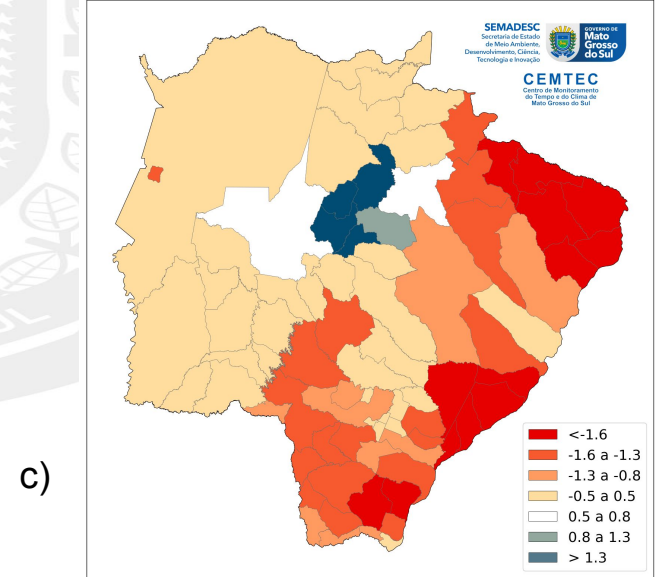 SEMADESC
Secretaria de Estado
de Meio Ambiente,
Desenvolvimento, Ciência,
Tecnologia e Inovação
GOVERNO DE
Mato
Grosso
do Sul
CEMTEC
Centro de Monitoramento
do Tempo e do Clima de
Mato Grosso do Sul
c)
<-1.6
-1.6 a -1.3
-1.3 a -0.8
-0.5 a 0.5
0.5 a 0.8
0.8 a 1.3
> 1.3